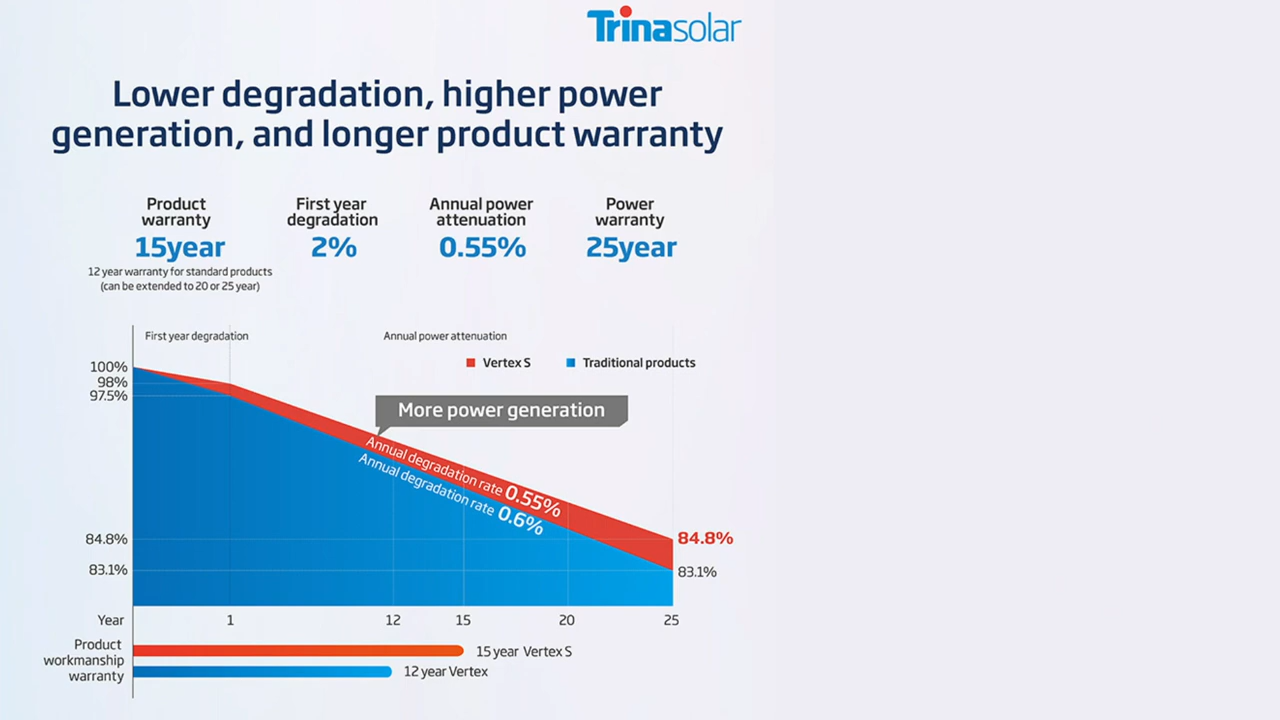 Trinasolar
Lower degradation, higher power
generation, and longer product warranty
Product
warranty
15year
12 year warranty for standard products
(can be extended to 20 or 25 year)
First year
degradation
2%
Annual power
attenuation
0.55%
Power
warranty
25year
First year degradation
Annual power attenuation
Vertex S
Traditional products
100%
98%
97.5%
More power generation
Annual degradation rate 0.55%
Annual degradation rate 0.6%
84.8%
84.8%
83.1%
83.1%
Year
1
12
15
20
25
Product
workmanship
warranty
15 year Vertex S
12 year Vertex